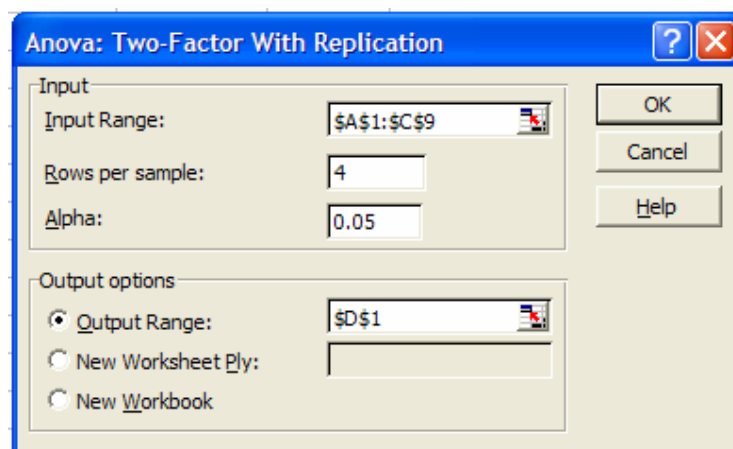 Anova: Two-Factor With Replication
Input
Input Range: $A$1:$C$9
Rows per sample: 4
Alpha: 0.05
OK
Cancel
Help
Output options
Output Range: $D$1
New Worksheet Ply:
New Workbook